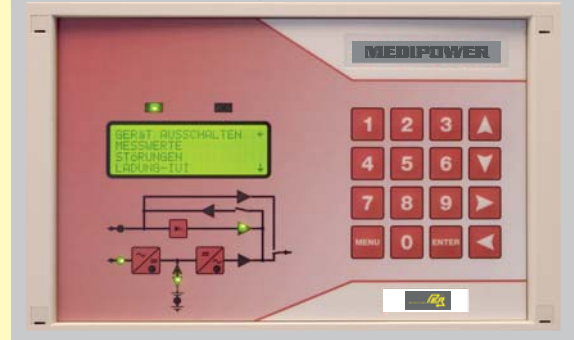 MEDIPOWER
GERÄT AUSSCHALTEN
MESSWERTE
STÖRUNGEN
LADUNG-IUI
1 2 3
4 5 6
7 8 9
MENU 0 ENTER